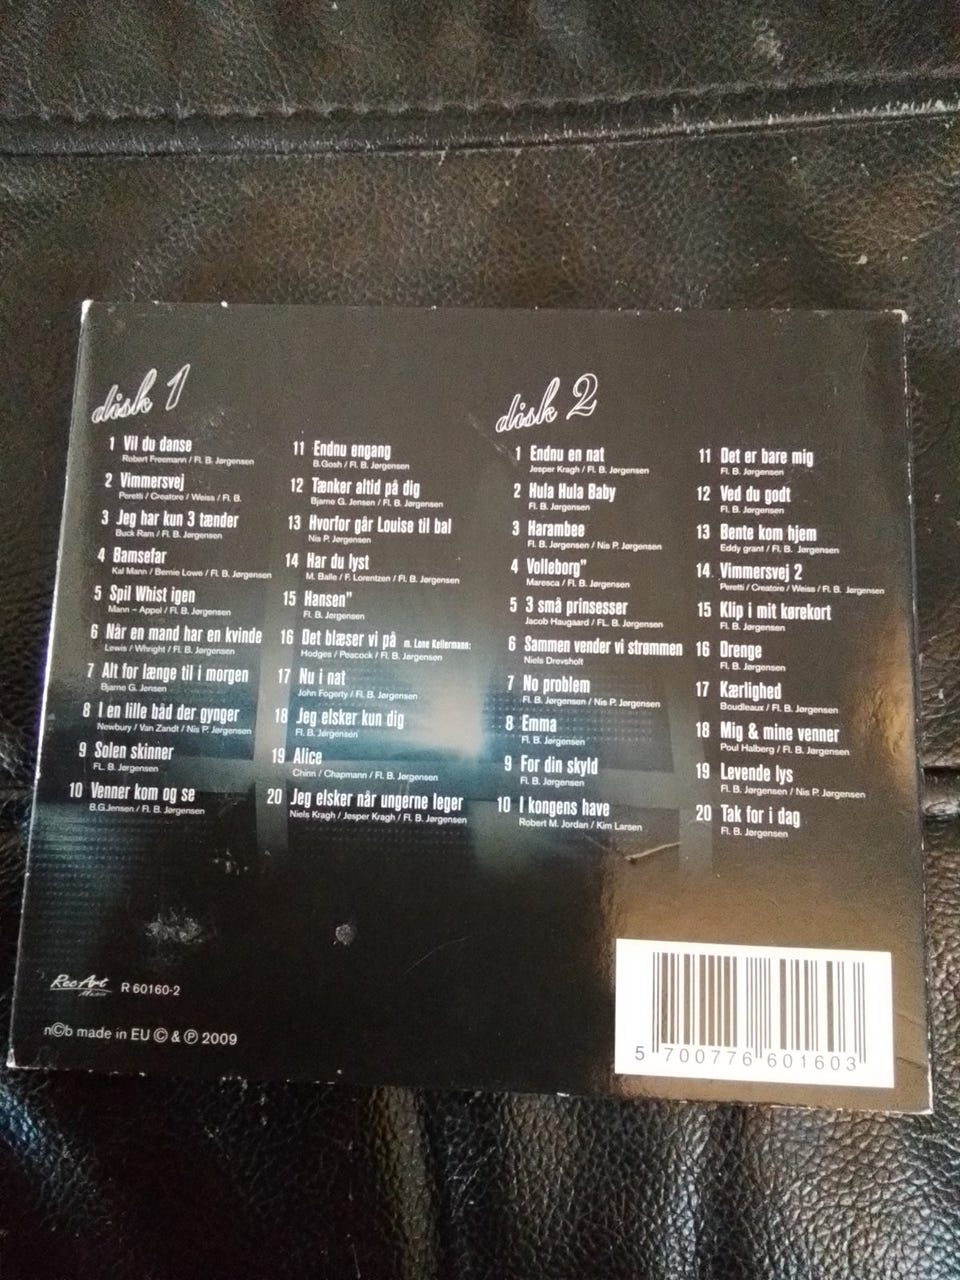 disk 1
1 Vil du danse
Robert Freemann / Fl. B. Jørgensen
2 Vimmersvej
Peretti / Creatore / Weiss / Fl. B.
3 Jeg har kun 3 tænder
Buck Ram / Fl. B. Jørgensen
4 Bamsefar
Kal Mann / Bernie Lowe / Fl. B. Jørgensen
5 Spil Whist igen
Mann – Appel / Fl. B. Jørgensen
6 Når en mand har en kvinde
Lewis / Whright / Fl. B. Jørgensen
7 Alt for længe til i morgen
Bjarne G. Jensen
8 I en lille båd der gynger
Newbury / Van Zandt / Nis P. Jørgensen
9 Solen skinner
FL. B. Jørgensen
10 Venner kom og se
B.G.Jensen / Fl. B. Jørgensen
11 Endnu engang
B.Gosh / Fl. B. Jørgensen
12 Tænker altid på dig
Bjarne G. Jensen / Fl. B. Jørgensen
13 Hvorfor går Louise til bal
Nis P. Jørgensen
14 Har du lyst
M. Balle / F. Lorentzen / Fl. B. Jørgensen
15 Hansen"
Fl. B. Jørgensen
16 Det blæser vi på m. Lone Kellermann:
Hodges / Peacock / Fl. B. Jørgensen
17 Nu i nat
John Fogerty / Fl. B. Jørgensen
18 Jeg elsker kun dig
Fl. B. Jørgensen
19 Alice
Chinn / Chapmann / Fl. B. Jørgensen
20 Jeg elsker når ungerne leger
Niels Kragh / Jesper Kragh / FL. B. Jørgensen
disk 2
1 Endnu en nat
Jesper Kragh / FL. B. Jørgensen
2 Hula Hula Baby
Fl. B. Jørgensen
3 Harambee
Fl. B. Jørgensen / Nis P. Jørgensen
4 Volleborg"
Maresca / Fl. B. Jørgensen
5 3 små prinsesser
Jacob Haugaard / FL. B. Jørgensen
6 Sammen vender vi strømmen
Niels Drevsholt
7 No problem
Fl. B. Jørgensen / Nis P. Jørgensen
8 Emma
Fl. B. Jørgensen
9 For din skyld
Fl. B. Jørgensen
10 I kongens have
Robert M. Jordan / Kim Larsen
11 Det er bare mig
Fl. B. Jørgensen
12 Ved du godt
Fl. B. Jørgensen
13 Bente kom hjem
Eddy grant / Fl. B. Jørgensen
14 Vimmersvej 2
Peretti / Creatore / Weiss / Fl. B. Jørgensen
15 Klip i mit kørekort
FL. B. Jørgensen
16 Drenge
Fl. B. Jørgensen
17 Kærlighed
Boudleaux / Fl. B. Jørgensen
18 Mig & mine venner
Poul Halberg / Fl. B. Jørgensen
19 Levende lys
Fl. B. Jørgensen / Nis P. Jørgensen
20 Tak for i dag
Fl. B. Jørgensen
RecArt
Music
R 60160-2
n©b made in EU © & ℗ 2009
5 700776 601603